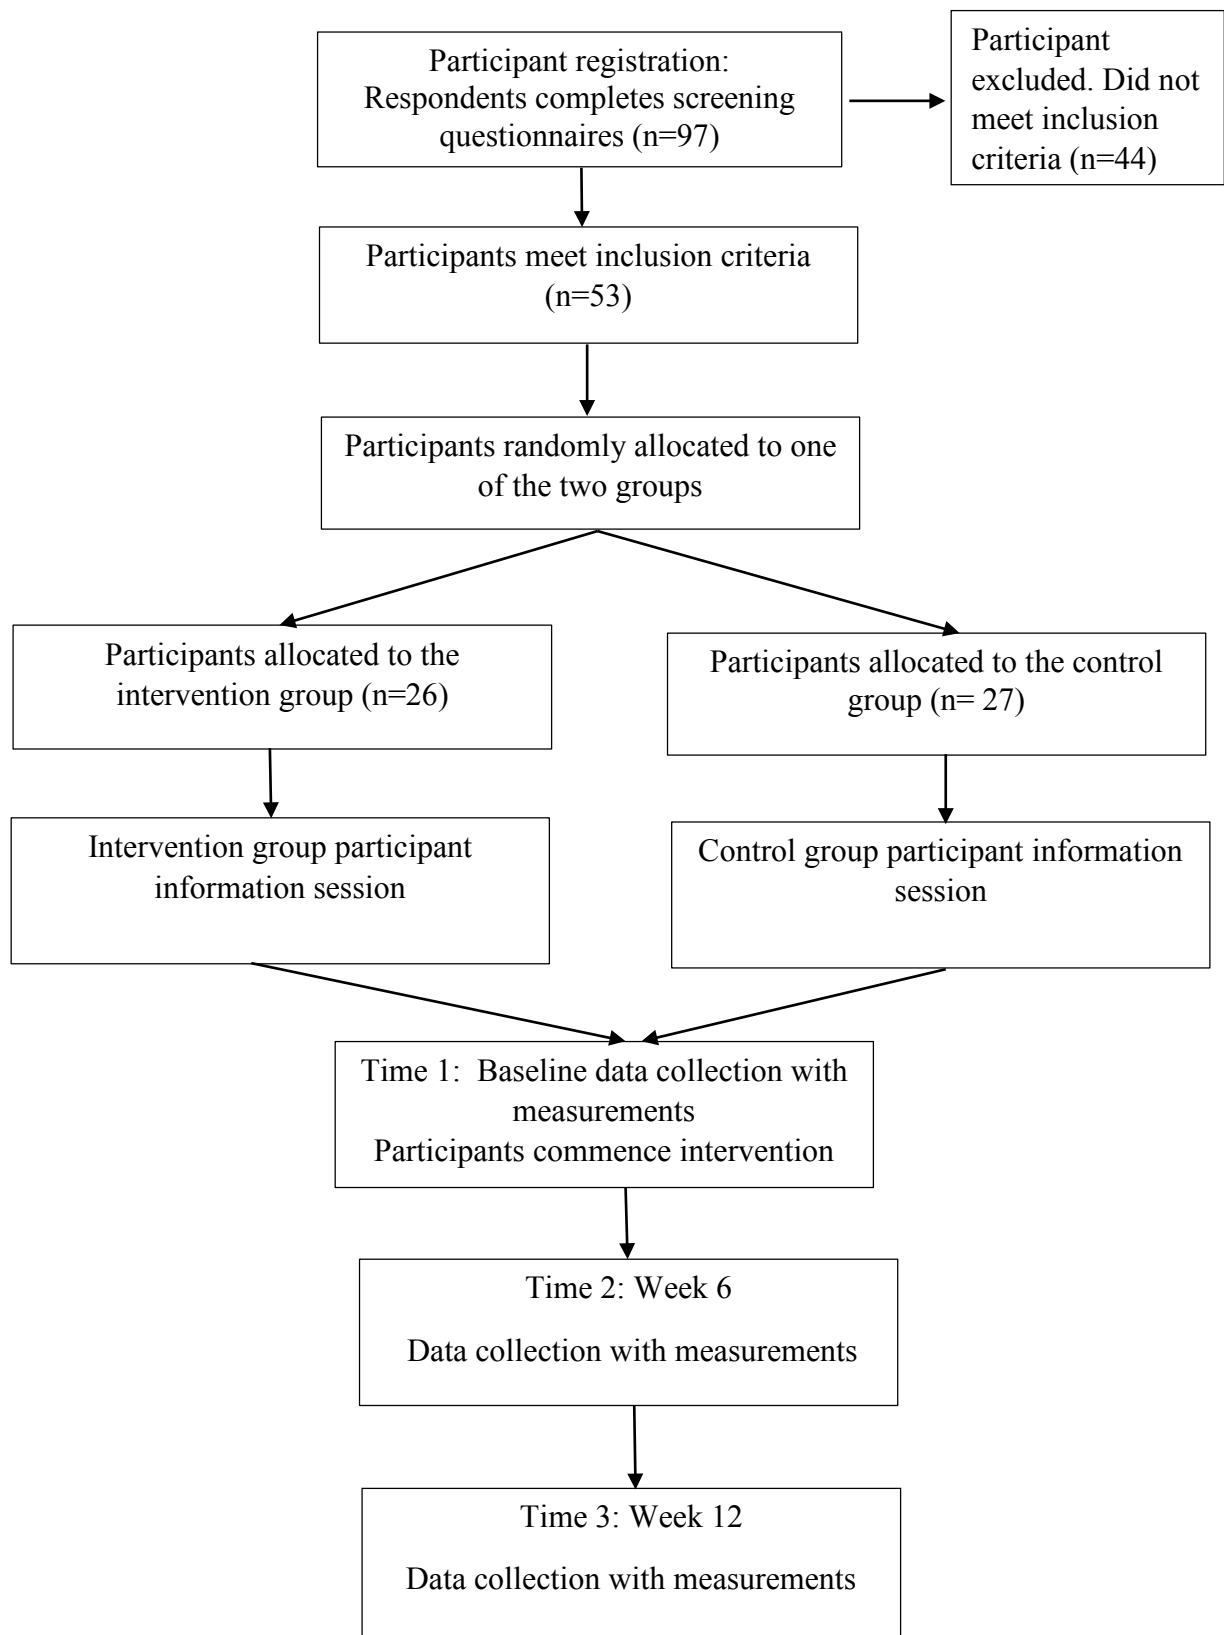 Participant registration:
Respondents completes screening
questionnaires (n=97)
Participant
excluded. Did not
meet inclusion
criteria (n=44)
Participants meet inclusion criteria
(n=53)
Participants randomly allocated to one
of the two groups
Participants allocated to the
intervention group (n=26)
Participants allocated to the control
group (n= 27)
Intervention group participant
information session
Control group participant information
session
Time 1:  Baseline data collection with
measurements
Participants commence intervention
Time 2: Week 6
Data collection with measurements
Time 3: Week 12
Data collection with measurements